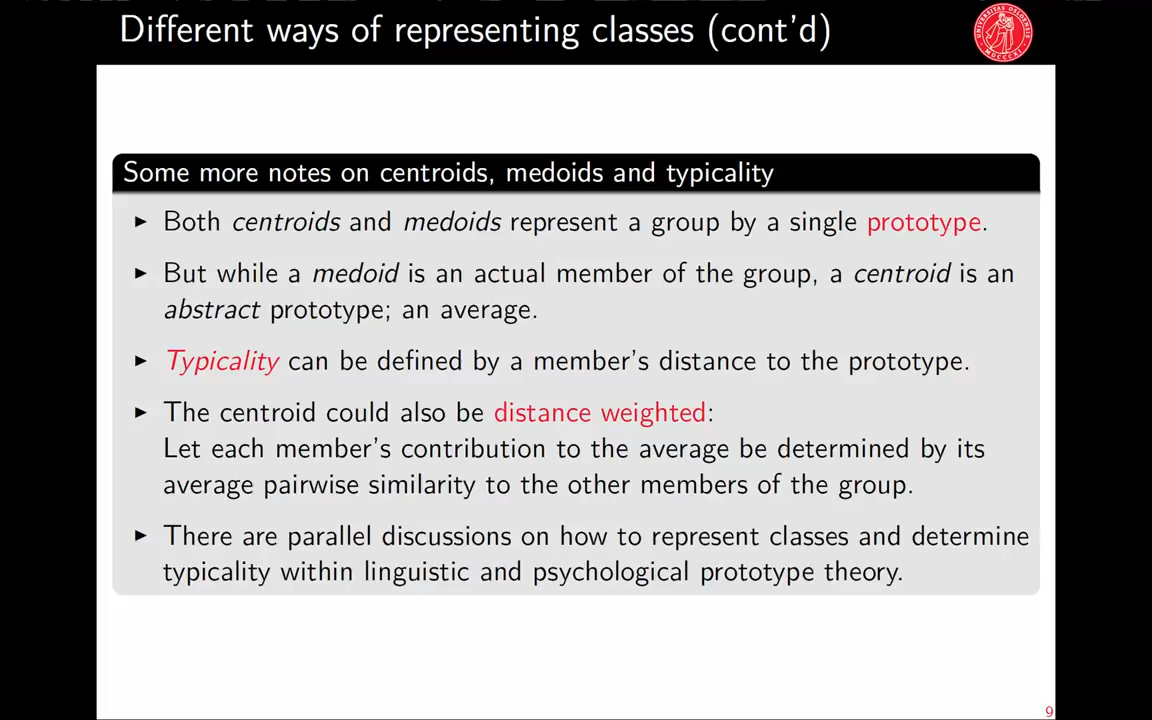 Different ways of representing classes (cont'd)
UNIVERSITAS OSLOENSIS
MDCCCXI
Some more notes on centroids, medoids and typicality
► Both centroids and medoids represent a group by a single prototype.
► But while a medoid is an actual member of the group, a centroid is an
abstract prototype; an average.
► Typicality can be defined by a member's distance to the prototype.
► The centroid could also be distance weighted:
Let each member's contribution to the average be determined by its
average pairwise similarity to the other members of the group.
► There are parallel discussions on how to represent classes and determine
typicality within linguistic and psychological prototype theory.
9